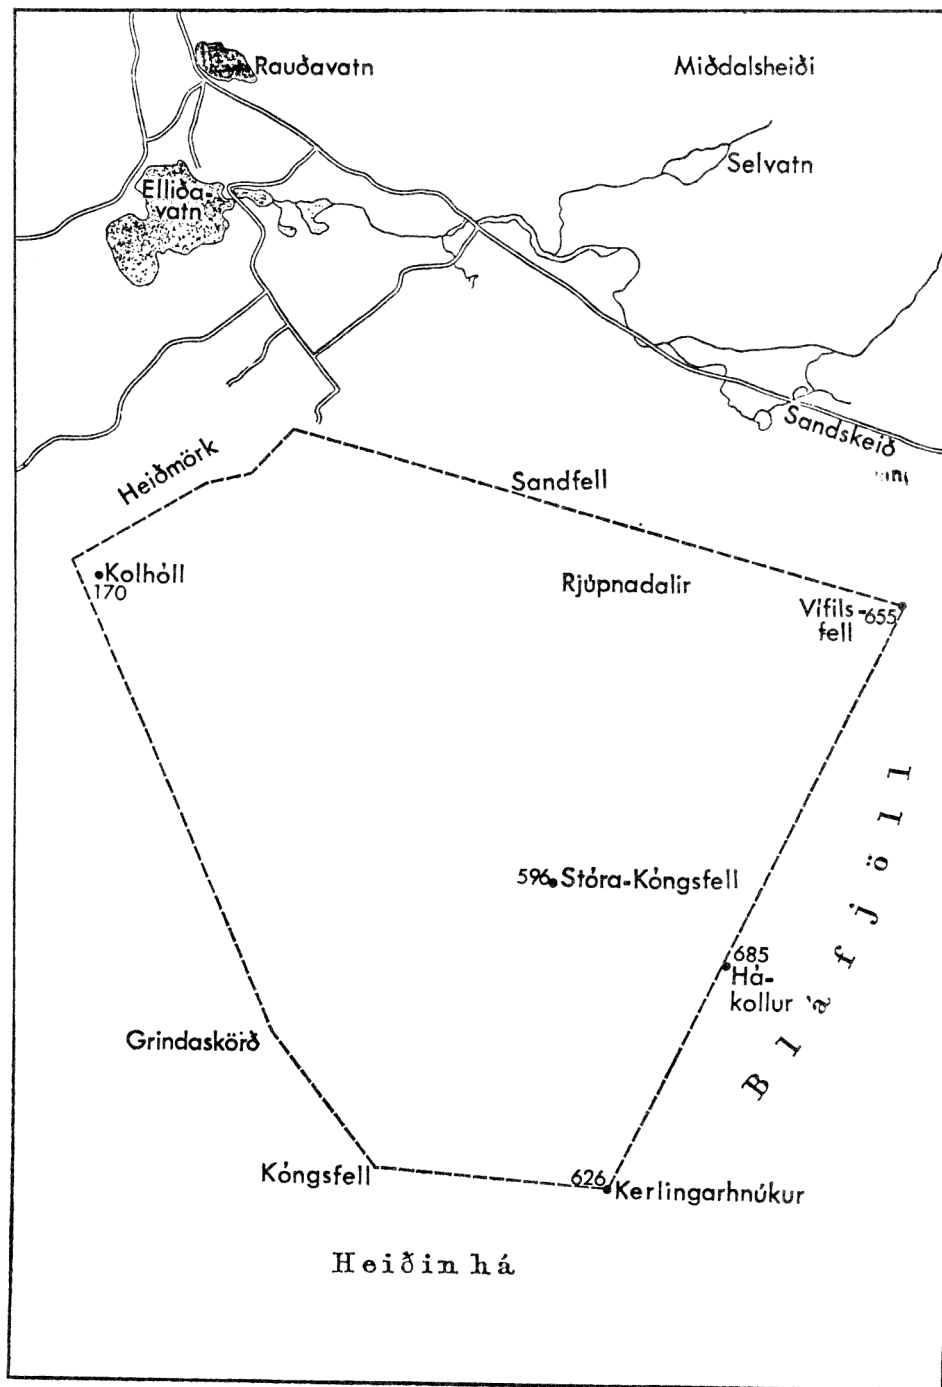 Rauðavatn
Miðdalsheiði
Selvatn
Elliða-
vatn
Sandskeið
Heiðmörk
Sandfell
Kolhóll
170
Rjúpnadalir
Vífils-
fell
655
Bláfjöll
596
Stóra-Kóngsfell
685
Há-
kollur
Grindaskörð
Kóngsfell
626
Kerlingarhnúkur
Heiðin há